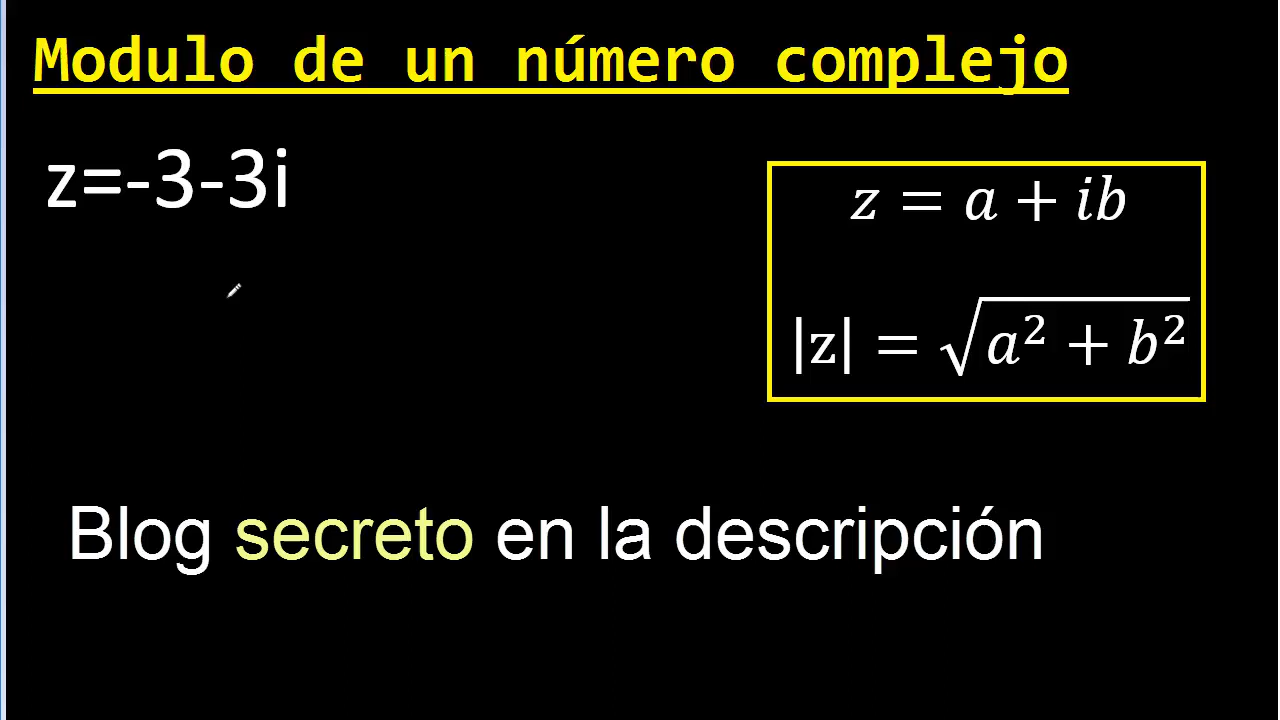 Modulo de un número complejo
z=-3-3i
z = a + ib
|z| = √(a² + b²)
Blog secreto en la descripción